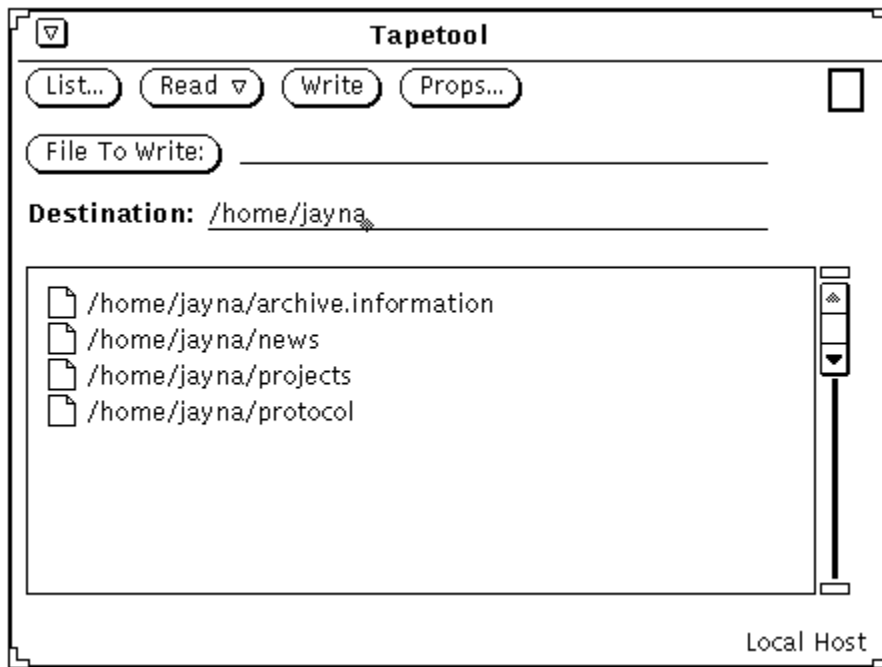 Tapetool
List... Read Write Props...
File To Write:
Destination: /home/jayna
/home/jayna/archive.information
/home/jayna/news
/home/jayna/projects
/home/jayna/protocol
Local Host